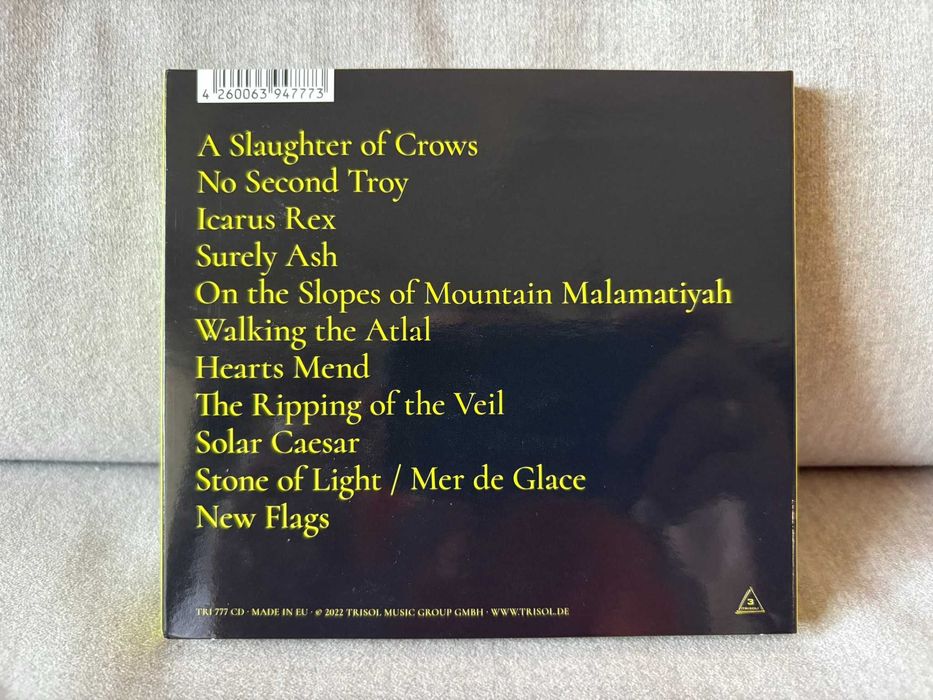 4 260063 947773
A Slaughter of Crows
No Second Troy
Icarus Rex
Surely Ash
On the Slopes of Mountain Malamatiyah
Walking the Atlal
Hearts Mend
The Ripping of the Veil
Solar Caesar
Stone of Light / Mer de Glace
New Flags
3
TRISOL
TRI 777 CD · MADE IN EU · ℗ 2022 TRISOL MUSIC GROUP GMBH · WWW.TRISOL.DE